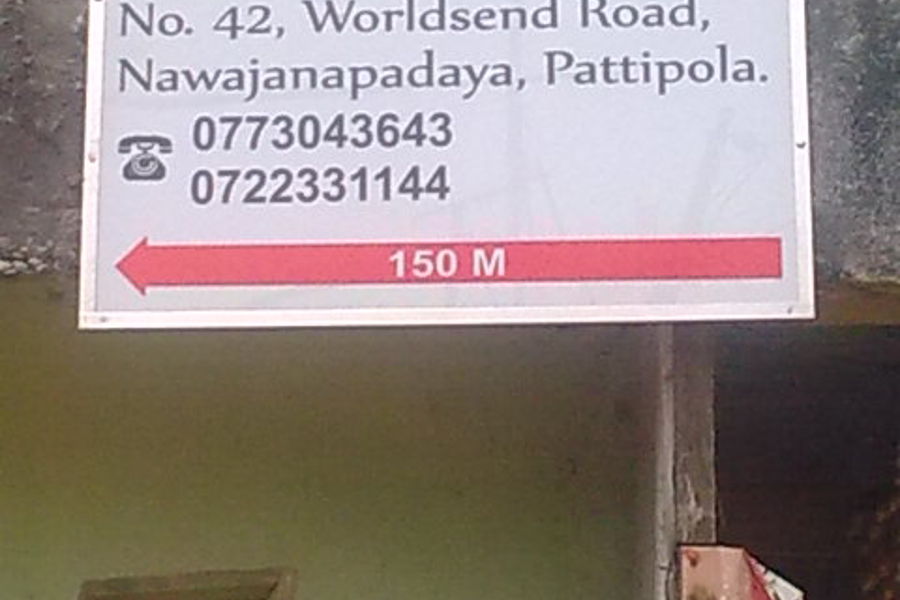 No. 42, Worldsend Road,
Nawajanapadaya, Pattipola.
0773043643
0722331144
150 M